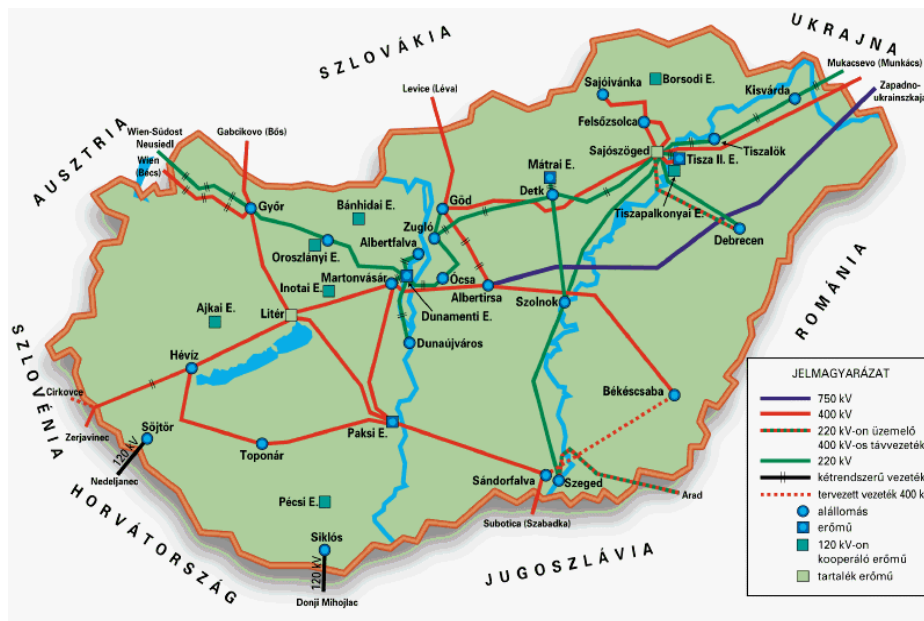 SZLOVÁKIA
UKRAJNA
Mukacsevo (Munkács)
Zapadno-
ukrainszkaja
Levice (Léva)
Sajóivánka
Borsodi E.
Kisvárda
Felsőzsolca
AUSZTRIA
Wien-Südost
Neusiedl
Gabcikovo (Bős)
Wien
(Bécs)
Sajószöged
Tiszalök
Tisza II. E.
Mátrai E.
Detk
Tiszapalkonyai E.
Győr
Bánhidai E.
Göd
Zugló
Debrecen
Albertfalva
Oroszlányi E.
Martonvásár
Ócsa
Albertirsa
Inotai E.
Szolnok
Dunamenti E.
ROMÁNIA
Ajkai E.
Litér
Dunaújváros
SZLOVÉNIA
Hévíz
Békéscsaba
Cirkovce
Zerjavinec
Söjtör
120 kV
Nedeljanec
Toponár
Paksi E.
Sándorfalva
Szeged
Arad
Pécsi E.
Subotica (Szabadka)
HORVÁTORSZÁG
Siklós
120 kV
Donji Mihojlac
JUGOSZLÁVIA
JELMAGYARÁZAT
750 kV
400 kV
220 kV-on üzemelő
400 kV-os távvezeték
220 kV
kétrendszerű vezeték
tervezett vezeték 400 k
alállomás
erőmű
120 kV-on
kooperáló erőmű
tartalék erőmű